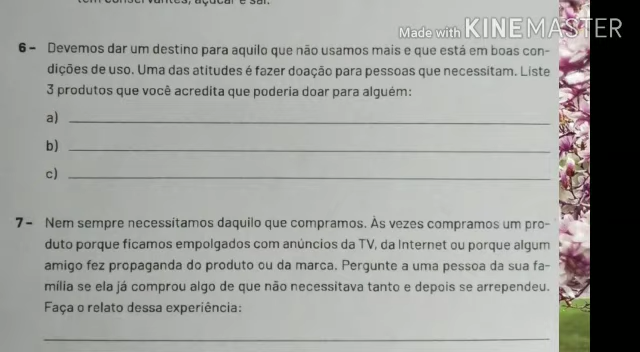 Made with KINEMASTER
6 - Devemos dar um destino para aquilo que não usamos mais e que está em boas con-
dições de uso. Uma das atitudes é fazer doação para pessoas que necessitam. Liste
3 produtos que você acredita que poderia doar para alguém:
a)
b)
c)
7 - Nem sempre necessitamos daquilo que compramos. Às vezes compramos um pro-
duto porque ficamos empolgados com anúncios da TV, da Internet ou porque algum
amigo fez propaganda do produto ou da marca. Pergunte a uma pessoa da sua fa-
mília se ela já comprou algo de que não necessitava tanto e depois se arrependeu.
Faça o relato dessa experiência: